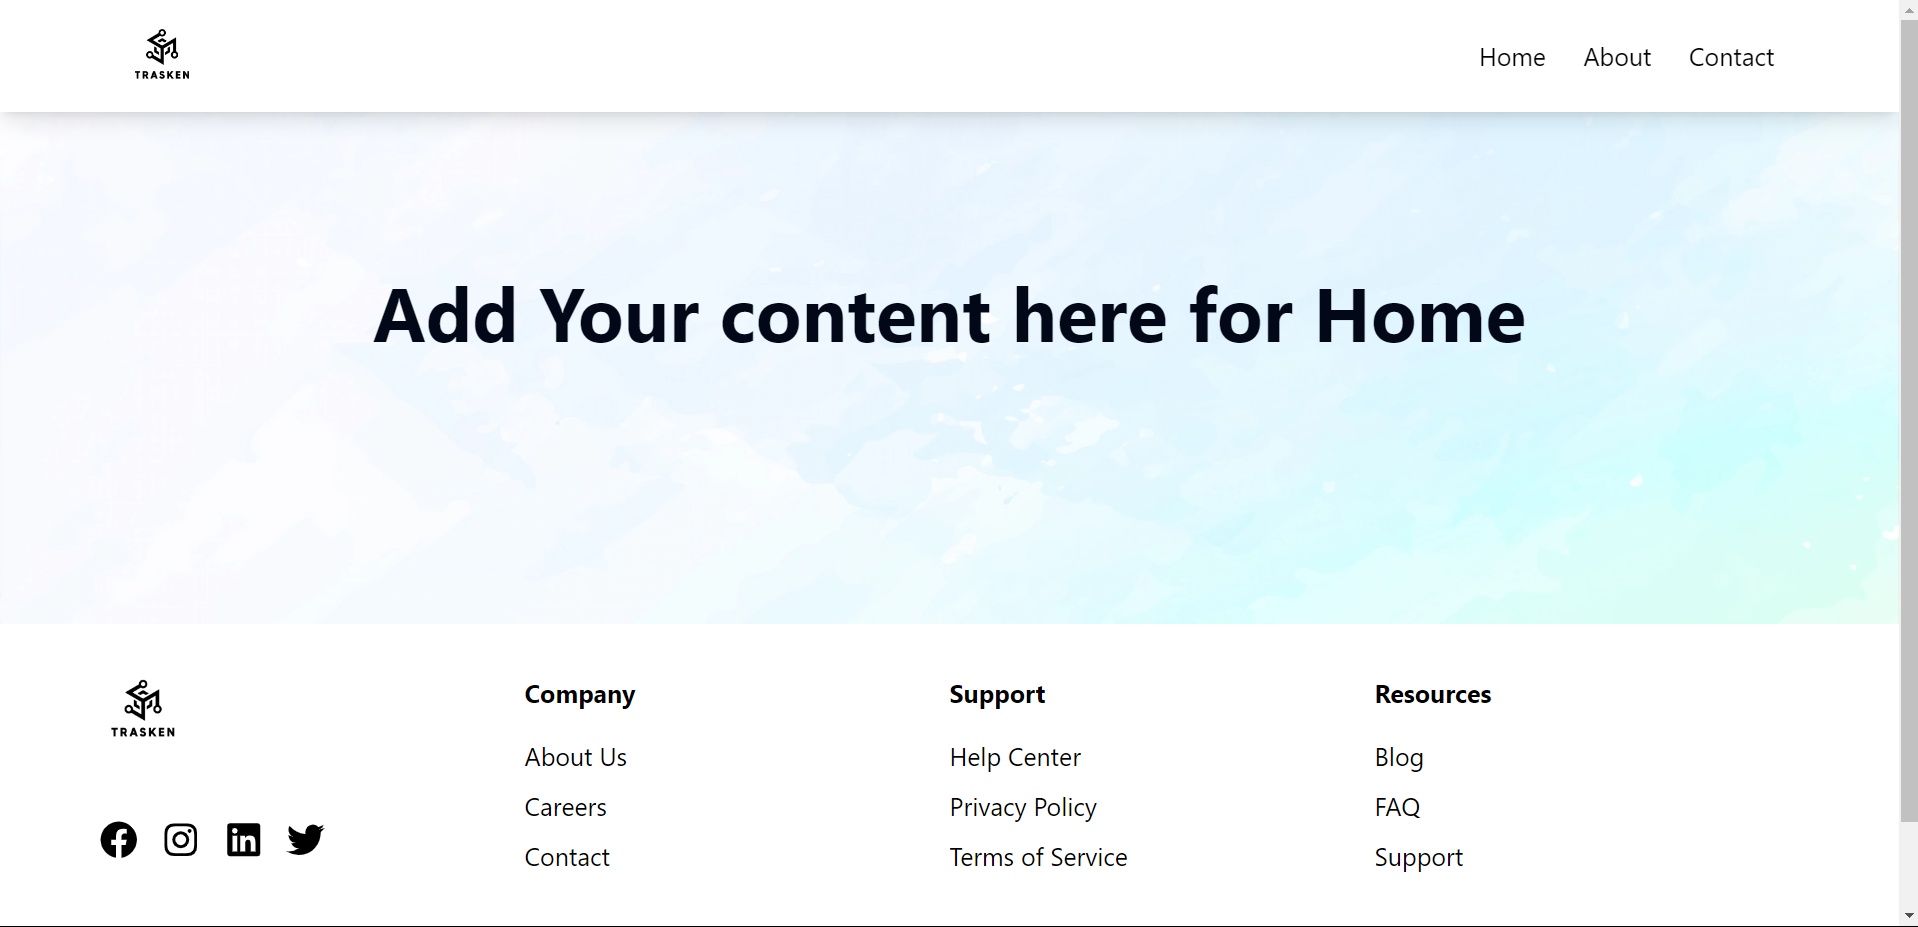 TRASKEN
Home About Contact
Add Your content here for Home
TRASKEN
Company
About Us
Careers
Contact
Support
Help Center
Privacy Policy
Terms of Service
Resources
Blog
FAQ
Support